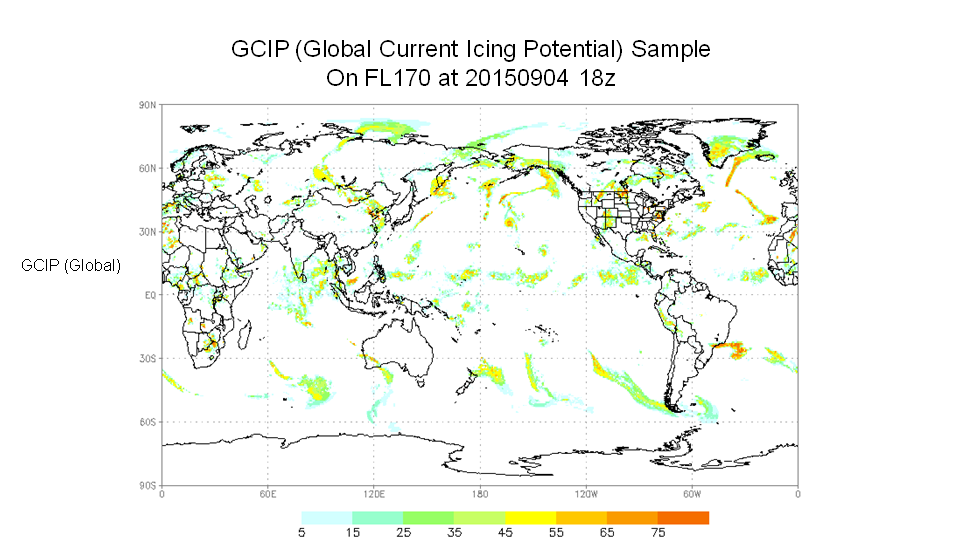 GCIP (Global Current Icing Potential) Sample
On FL170 at 20150904 18z
GCIP (Global)
90N
60N
30N
EQ
30S
60S
90S
0 60E 120E 180 120W 60W 0
5 15 25 35 45 55 65 75